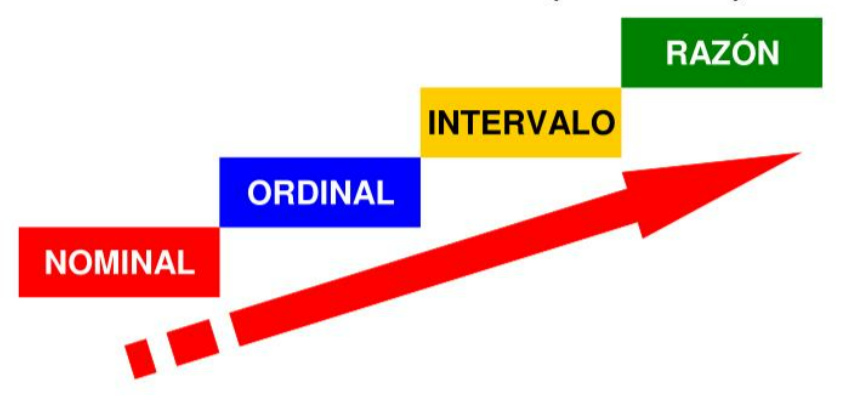 RAZÓN
INTERVALO
ORDINAL
NOMINAL